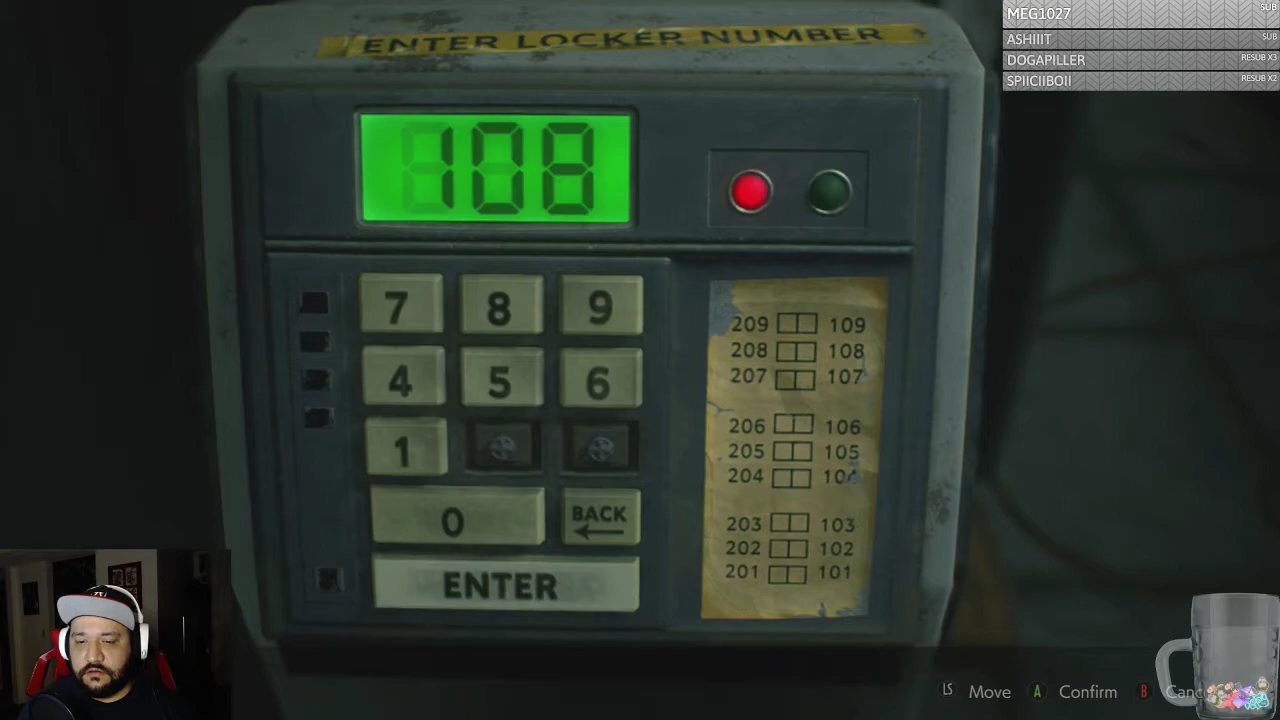 MEG1027 SUB
ASHIIIT SUB
DOGAPILLER RESUB X3
SPIICIIBOII RESUB X2
ENTER LOCKER NUMBER
108
7 8 9
4 5 6
1
0 BACK
ENTER
209 109
208 108
207 107
206 106
205 105
204 104
203 103
202 102
201 101
LS Move A Confirm B